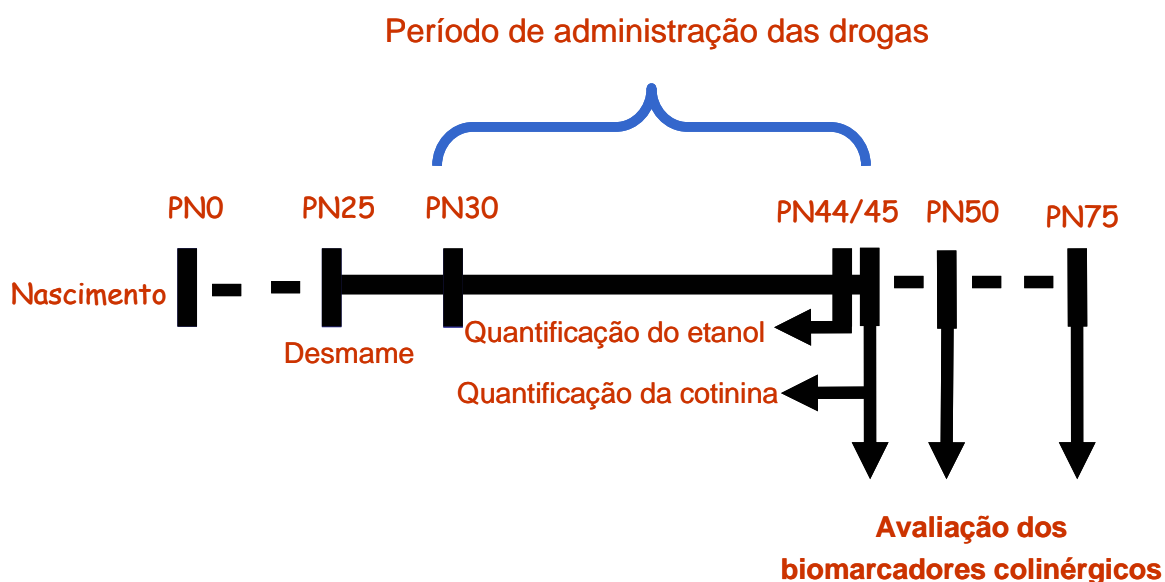 Período de administração das drogas
PN0
PN25
PN30
PN44/45
PN50
PN75
Nascimento
Desmame
Quantificação do etanol
Quantificação da cotinina
Avaliação dos
biomarcadores colinérgicos